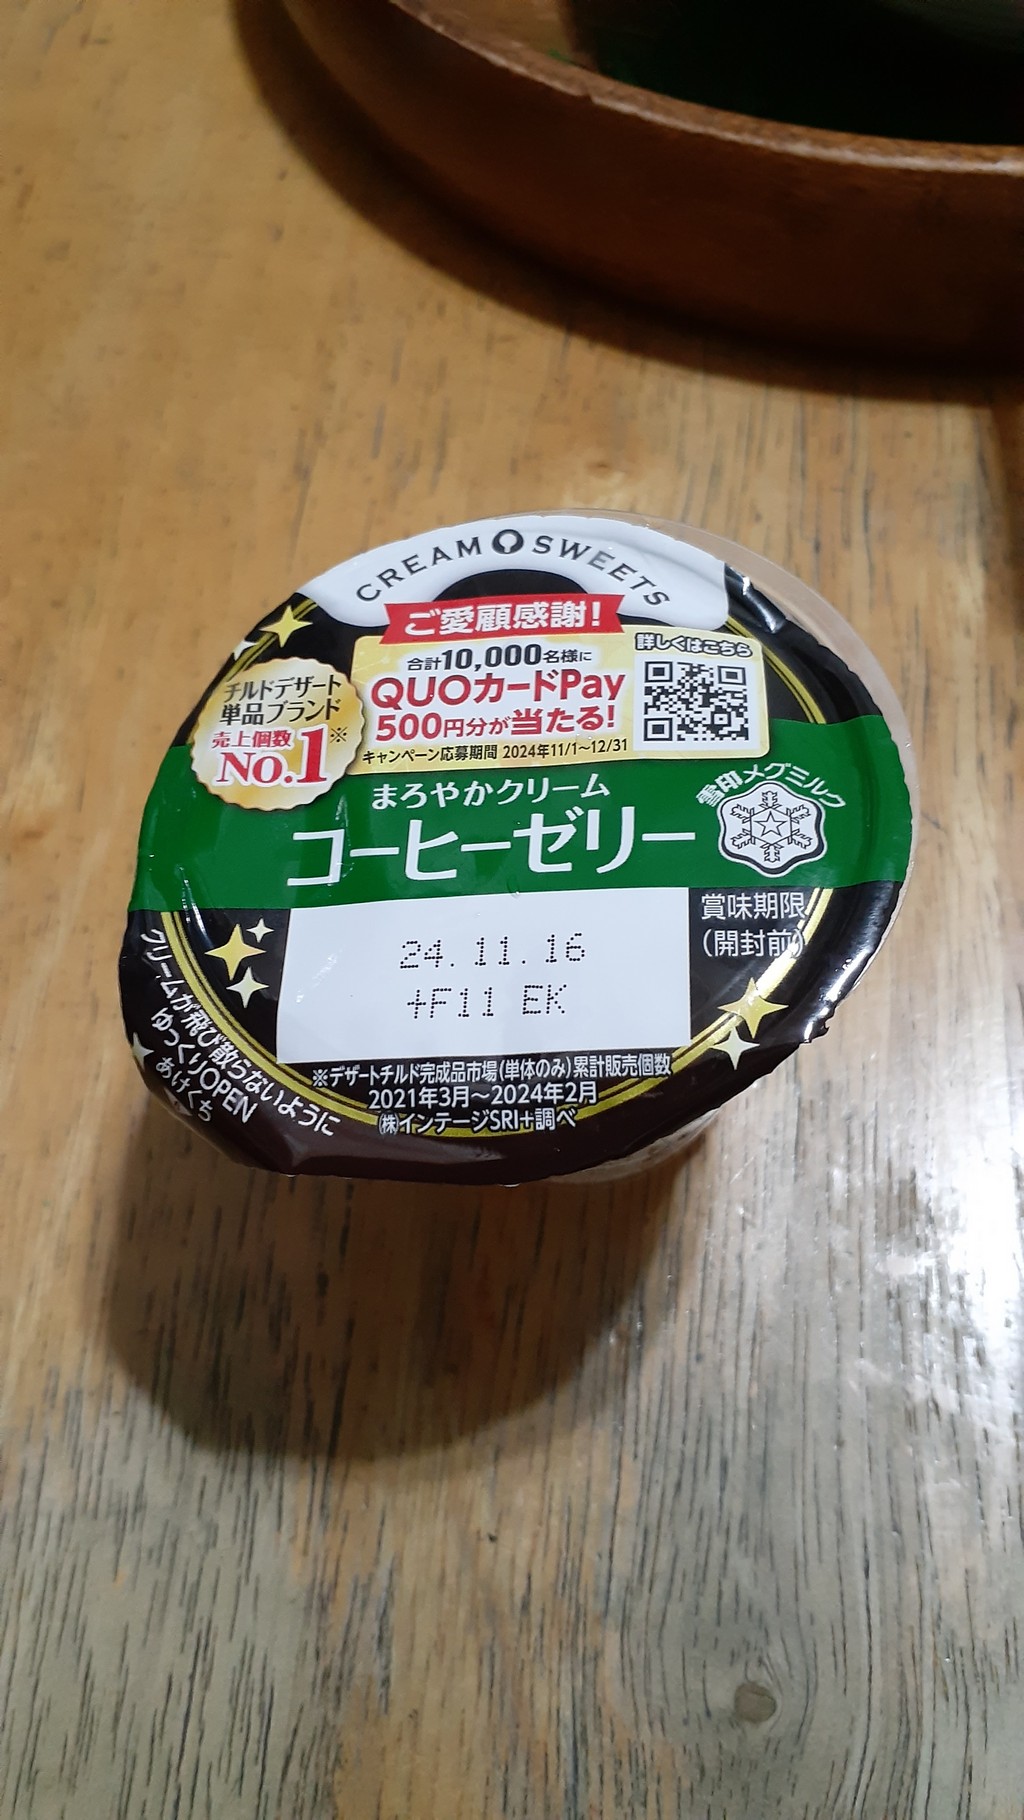 CREAM SWEETS
ご愛顧感謝!
合計10,000名様に
QUOカードPay
500円分が当たる!
キャンペーン応募期間 2024年11/1~12/31
詳しくはこちら
チルドデザート
単品ブランド
売上個数※
No.1
まろやかクリーム
コーヒーゼリー
雪印メグミルク
賞味期限
(開封前)
24.11.16
+F11 EK
※デザートチルド完成品市場(単体のみ)累計販売個数
2021年3月～2024年2月
㈱インテージSRI+調べ
クリームが飛び散らないように
ゆっくりOPEN
あけくち